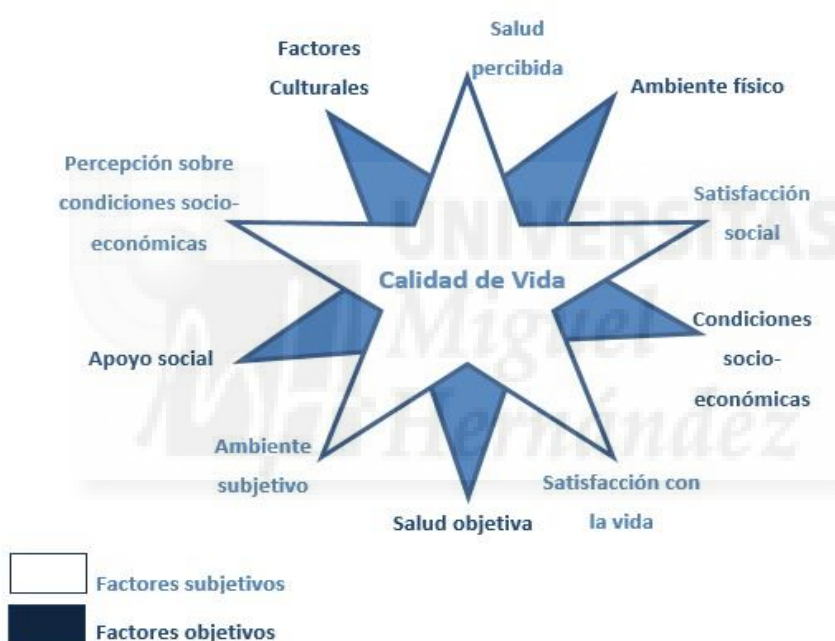 Salud
percibida
Factores
Culturales
Ambiente físico
Percepción sobre
condiciones socio-
económicas
Satisfacción
social
UNIVERSITAS
Calidad de Vida
Miguel
Condiciones
socio-
económicas
Apoyo social
Hernández
Ambiente
subjetivo
Satisfacción con
la vida
Salud objetiva
Factores subjetivos
Factores objetivos